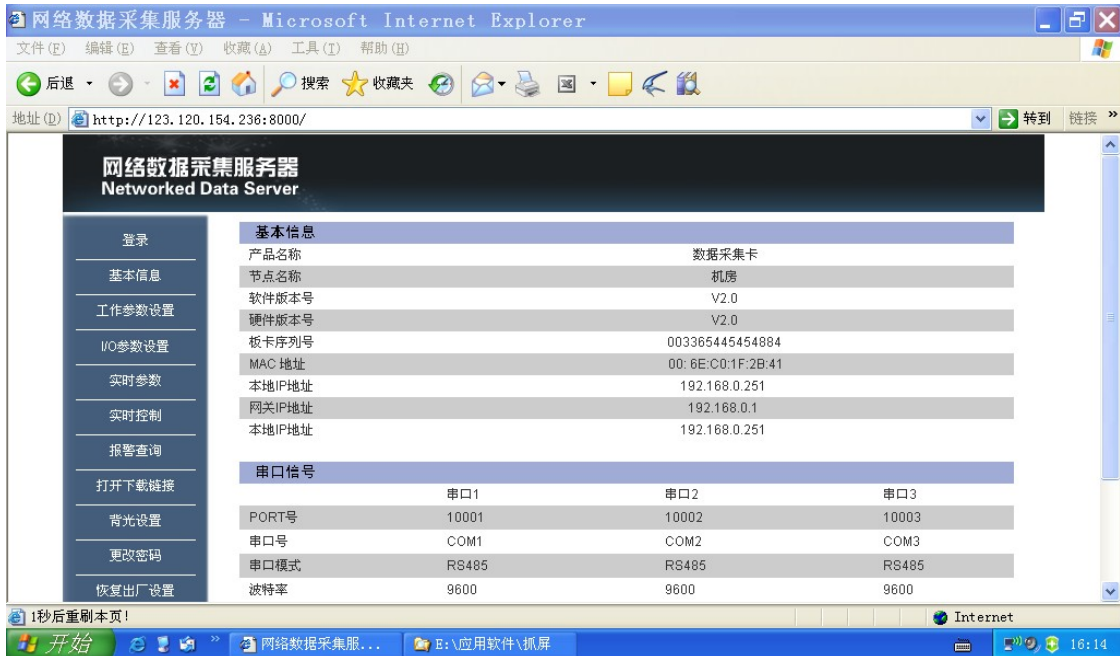 网络数据采集服务器 - Microsoft Internet Explorer
文件(F) 编辑(E) 查看(V) 收藏(A) 工具(T) 帮助(H)
后退 搜索 收藏夹
地址(D) http://123.120.154.236:8000/ 转到 链接 »
网络数据采集服务器
Networked Data Server
登录
基本信息
工作参数设置
I/O参数设置
实时参数
实时控制
报警查询
打开下载链接
背光设置
更改密码
恢复出厂设置
基本信息
产品名称 数据采集卡
节点名称 机房
软件版本号 V2.0
硬件版本号 V2.0
板卡序列号 003365445454884
MAC 地址 00: 6E:C0:1F:2B:41
本地IP地址 192.168.0.251
网关IP地址 192.168.0.1
本地IP地址 192.168.0.251
串口信号
串口1 串口2 串口3
PORT号 10001 10002 10003
串口号 COM1 COM2 COM3
串口模式 RS485 RS485 RS485
波特率 9600 9600 9600
1秒后重刷本页! Internet
开始 » 网络数据采集服... E:\应用软件\抓屏 16:14